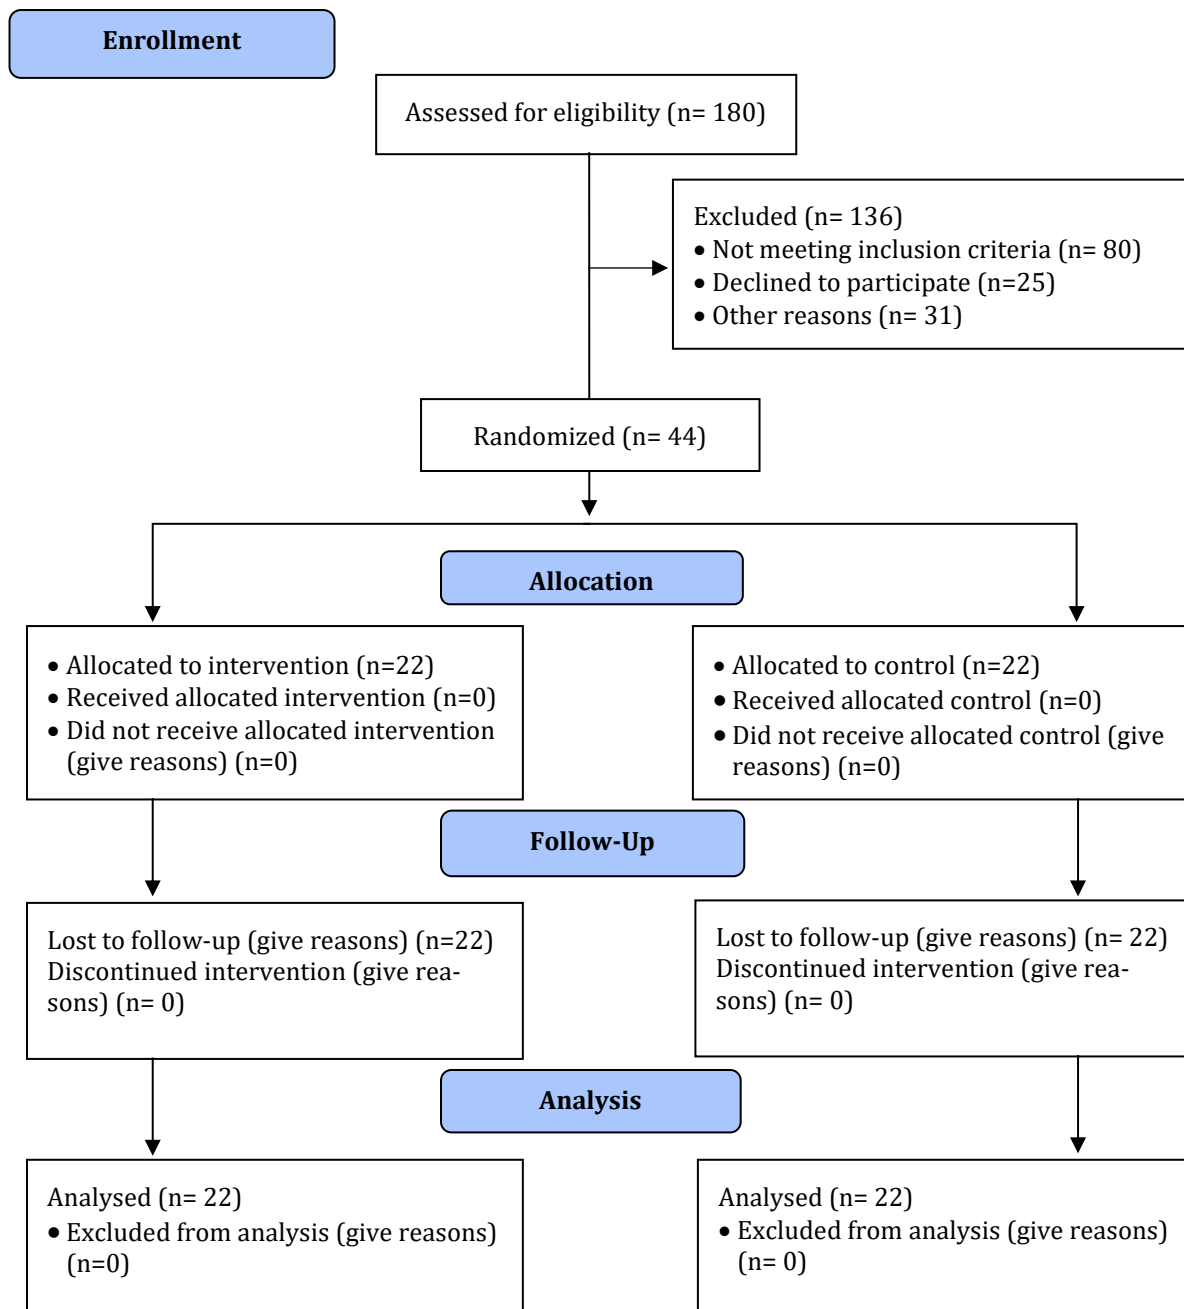 Enrollment
Assessed for eligibility (n= 180)
Excluded (n= 136)
• Not meeting inclusion criteria (n= 80)
• Declined to participate (n=25)
• Other reasons (n= 31)
Randomized (n= 44)
Allocation
• Allocated to intervention (n=22)
• Received allocated intervention (n=0)
• Did not receive allocated intervention
(give reasons) (n=0)
• Allocated to control (n=22)
• Received allocated control (n=0)
• Did not receive allocated control (give
reasons) (n=0)
Follow-Up
Lost to follow-up (give reasons) (n=22)
Discontinued intervention (give rea-
sons) (n= 0)
Lost to follow-up (give reasons) (n= 22)
Discontinued intervention (give rea-
sons) (n= 0)
Analysis
Analysed (n= 22)
• Excluded from analysis (give reasons)
(n=0)
Analysed (n= 22)
• Excluded from analysis (give reasons)
(n= 0)